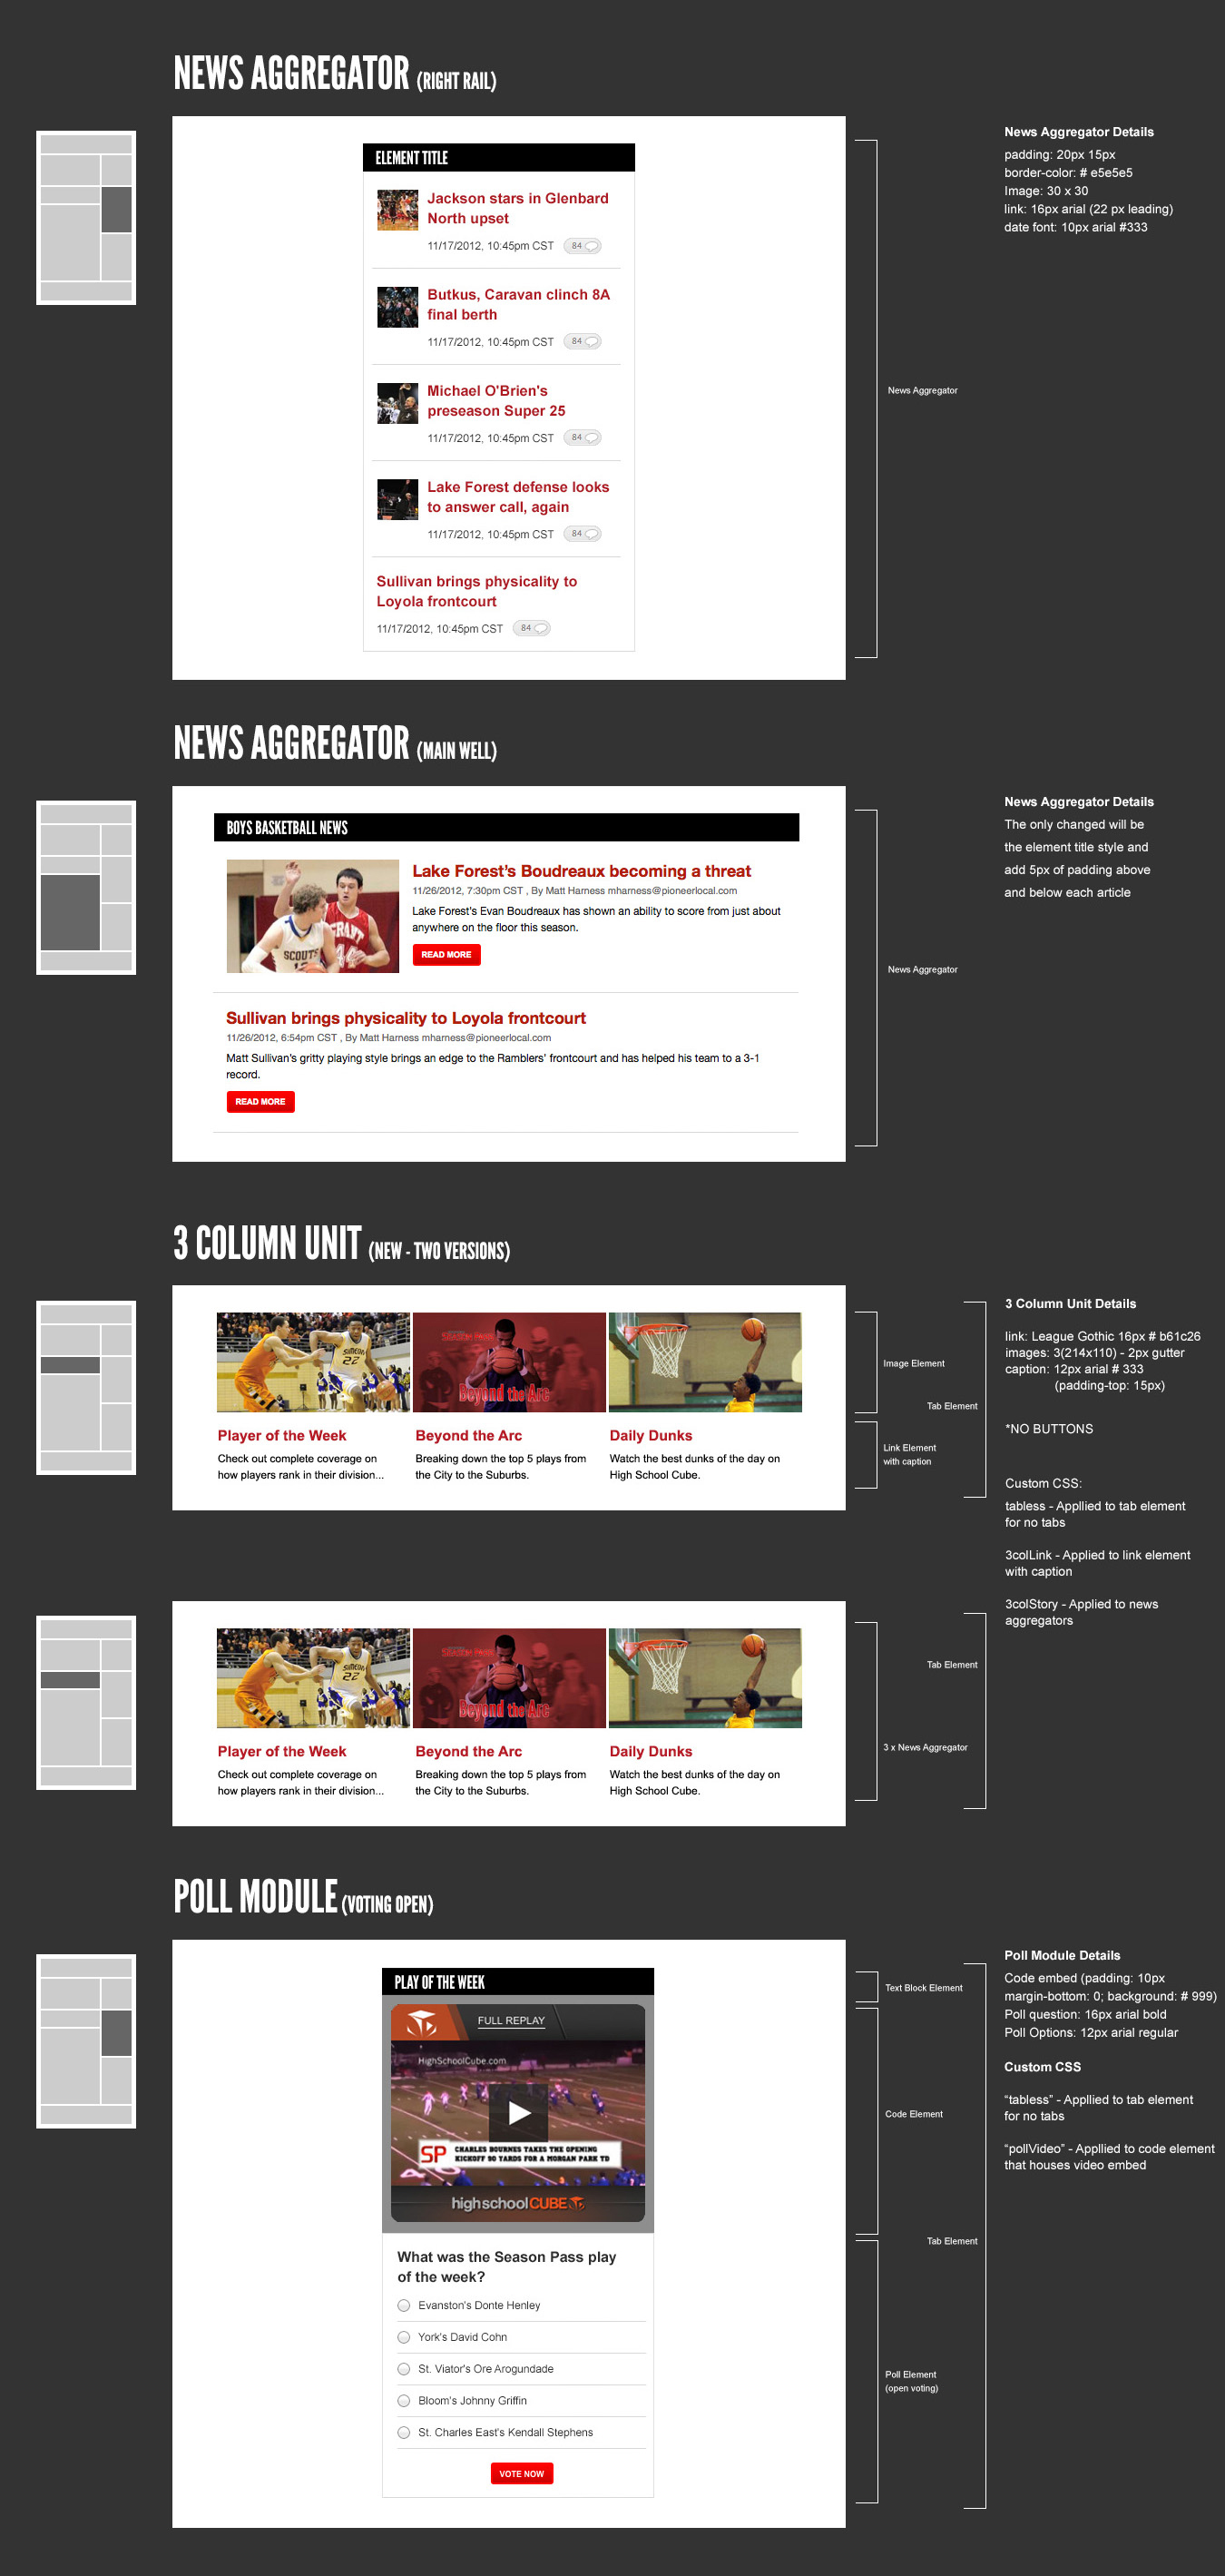 NEWS AGGREGATOR (RIGHT RAIL)
ELEMENT TITLE
Jackson stars in Glenbard
North upset
11/17/2012, 10:45pm CST 84
Butkus, Caravan clinch 8A
final berth
11/17/2012, 10:45pm CST 84
Michael O'Brien's
preseason Super 25
11/17/2012, 10:45pm CST 84
Lake Forest defense looks
to answer call, again
11/17/2012, 10:45pm CST 84
Sullivan brings physicality to
Loyola frontcourt
11/17/2012, 10:45pm CST 84
News Aggregator
News Aggregator Details
padding: 20px 15px
border-color: # e5e5e5
Image: 30 x 30
link: 16px arial (22 px leading)
date font: 10px arial #333
NEWS AGGREGATOR (MAIN WELL)
BOYS BASKETBALL NEWS
SCOUTS
GRANT
Lake Forest’s Boudreaux becoming a threat
11/26/2012, 7:30pm CST , By Matt Harness mharness@pioneerlocal.com
Lake Forest’s Evan Boudreaux has shown an ability to score from just about
anywhere on the floor this season.
READ MORE
Sullivan brings physicality to Loyola frontcourt
11/26/2012, 6:54pm CST , By Matt Harness mharness@pioneerlocal.com
Matt Sullivan’s gritty playing style brings an edge to the Ramblers’ frontcourt and has helped his team to a 3-1
record.
READ MORE
News Aggregator
News Aggregator Details
The only changed will be
the element title style and
add 5px of padding above
and below each article
3 COLUMN UNIT (NEW - TWO VERSIONS)
SIMEON
22
Season Pass
Beyond the Arc
Player of the Week
Check out complete coverage on
how players rank in their division...
Beyond the Arc
Breaking down the top 5 plays from
the City to the Suburbs.
Daily Dunks
Watch the best dunks of the day on
High School Cube.
Image Element
Tab Element
Link Element
with caption
3 Column Unit Details
link: League Gothic 16px # b61c26
images: 3(214x110) - 2px gutter
caption: 12px arial # 333
(padding-top: 15px)
*NO BUTTONS
Custom CSS:
tabless - Appllied to tab element
for no tabs
3colLink - Applied to link element
with caption
3colStory - Applied to news
aggregators
SIMEON
22
Season Pass
Beyond the Arc
Player of the Week
Check out complete coverage on
how players rank in their division...
Beyond the Arc
Breaking down the top 5 plays from
the City to the Suburbs.
Daily Dunks
Watch the best dunks of the day on
High School Cube.
Tab Element
3 x News Aggregator
POLL MODULE (VOTING OPEN)
PLAY OF THE WEEK
FULL REPLAY
HighSchoolCube.com
SP CHARLES BOURNES TAKES THE OPENING
KICKOFF 90 YARDS FOR A MORGAN PARK TD
highschoolCUBE
What was the Season Pass play
of the week?
Evanston's Donte Henley
York's David Cohn
St. Viator's Ore Arogundade
Bloom's Johnny Griffin
St. Charles East's Kendall Stephens
VOTE NOW
Text Block Element
Code Element
Tab Element
Poll Element
(open voting)
Poll Module Details
Code embed (padding: 10px
margin-bottom: 0; background: # 999)
Poll question: 16px arial bold
Poll Options: 12px arial regular
Custom CSS
“tabless” - Appllied to tab element
for no tabs
“pollVideo” - Appllied to code element
that houses video embed